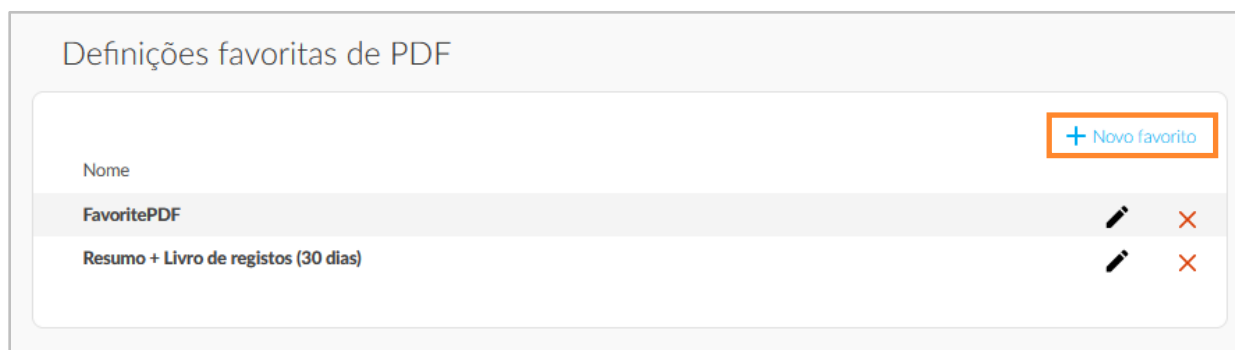 Definições favoritas de PDF
+ Novo favorito
Nome
FavoritePDF
Resumo + Livro de registos (30 dias)